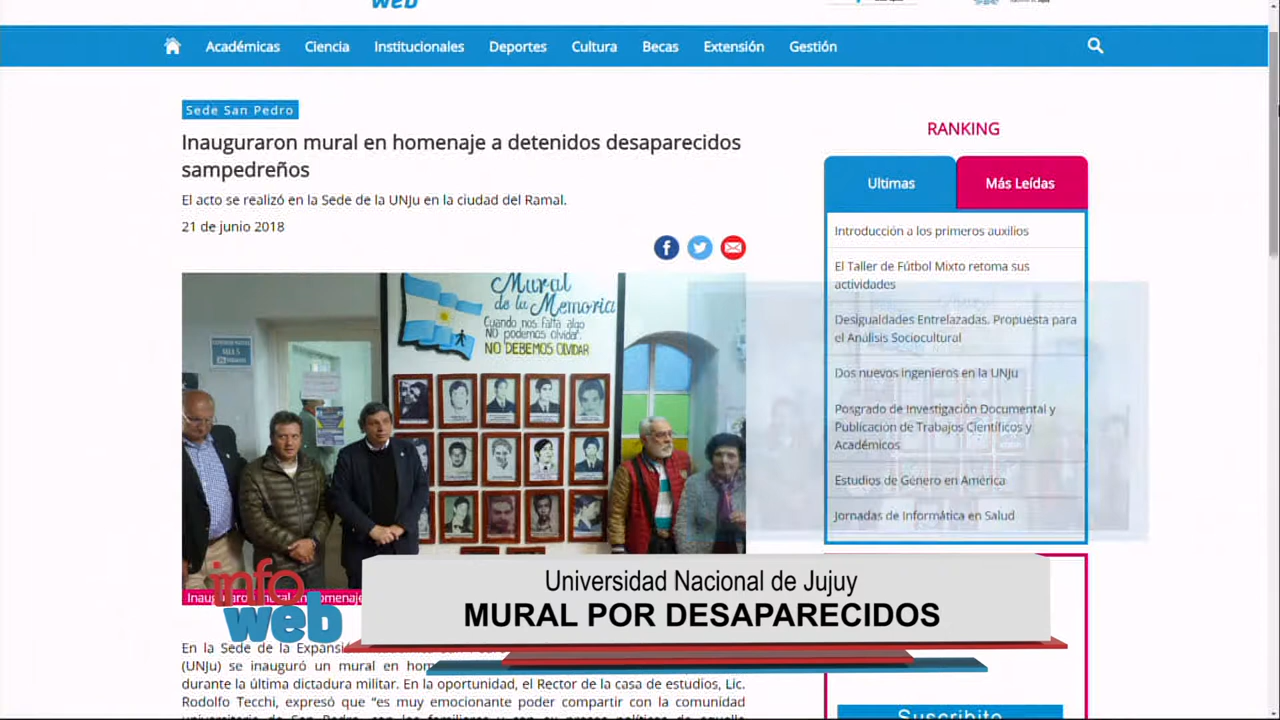 web
Académicas Ciencia Institucionales Deportes Cultura Becas Extensión Gestión
Sede San Pedro
Inauguraron mural en homenaje a detenidos desaparecidos
sampedreños
El acto se realizó en la Sede de la UNJu en la ciudad del Ramal.
21 de junio 2018
RANKING
Ultimas Más Leídas
Introducción a los primeros auxilios
El Taller de Fútbol Mixto retoma sus
actividades
Desigualdades Entrelazadas. Propuesta para
el Análisis Sociocultural
Dos nuevos ingenieros en la UNJu
Posgrado de Investigación Documental y
Publicación de Trabajos Científicos y
Académicos
Estudios de Género en América
Jornadas de Informática en Salud
Mural
de la Memoria
Cuando nos falta algo
NO podemos olvidar.
NO DEBEMOS OLVIDAR
info
web
Universidad Nacional de Jujuy
MURAL POR DESAPARECIDOS
En la Sede de la
(UNJu) se inauguró un mural en
durante la última dictadura militar. En la oportunidad, el Rector de la casa de estudios, Lic.
Rodolfo Tecchi, expresó que “es muy emocionante poder compartir con la comunidad
Suscribite